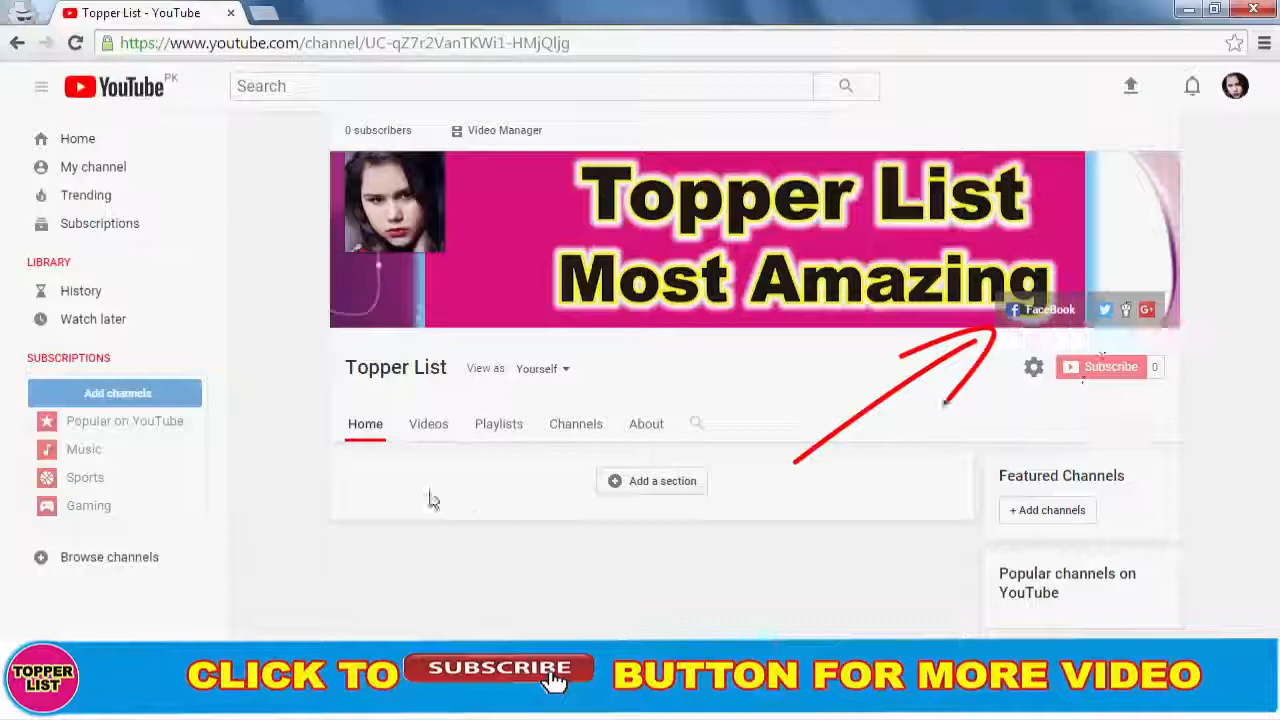 Topper List - YouTube
https://www.youtube.com/channel/UC-qZ7r2VanTKWi1-HMjQljg
YouTube PK
Search
Home
My channel
Trending
Subscriptions
LIBRARY
History
Watch later
SUBSCRIPTIONS
Add channels
Popular on YouTube
Music
Sports
Gaming
Browse channels
0 subscribers
Video Manager
Topper List
Most Amazing
FaceBook
G+
Topper List
View as
Yourself
Subscribe
0
Home
Videos
Playlists
Channels
About
Add a section
Featured Channels
+ Add channels
Popular channels on
YouTube
TOPPER
LIST
CLICK TO SUBSCRIBE BUTTON FOR MORE VIDEO